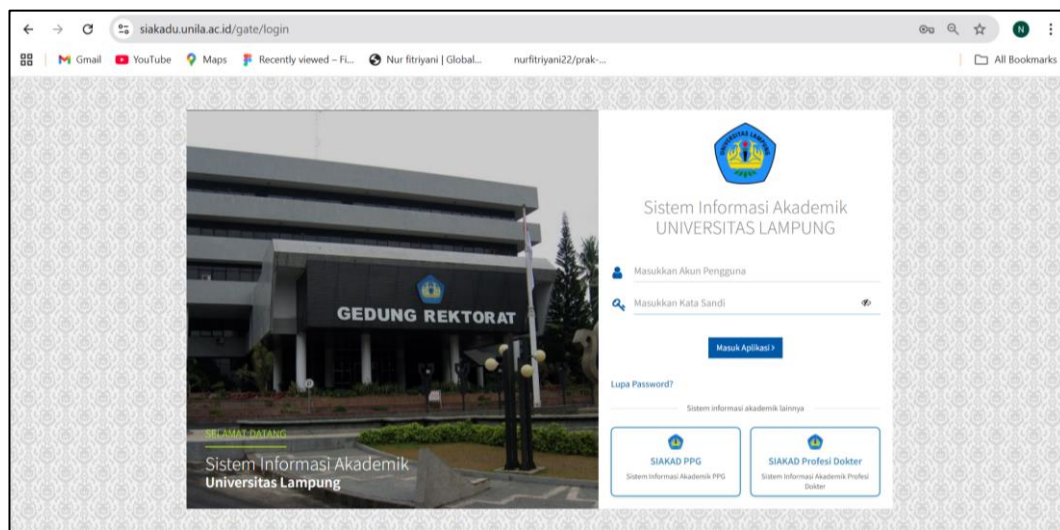 siakadu.unila.ac.id/gate/login
N
Gmail
YouTube
Maps
Recently viewed – Fi...
Nur fitriyani | Global...
nurfitriyani22/prak-...
All Bookmarks
GEDUNG REKTORAT
SELAMAT DATANG
Sistem Informasi Akademik
Universitas Lampung
UNIVERSITAS LAMPUNG
Sistem Informasi Akademik
UNIVERSITAS LAMPUNG
Masukkan Akun Pengguna
Masukkan Kata Sandi
Masuk Aplikasi >
Lupa Password?
Sistem informasi akademik lainnya
SIAKAD PPG
Sistem Informasi Akademik PPG
SIAKAD Profesi Dokter
Sistem Informasi Akademik Profesi
Dokter